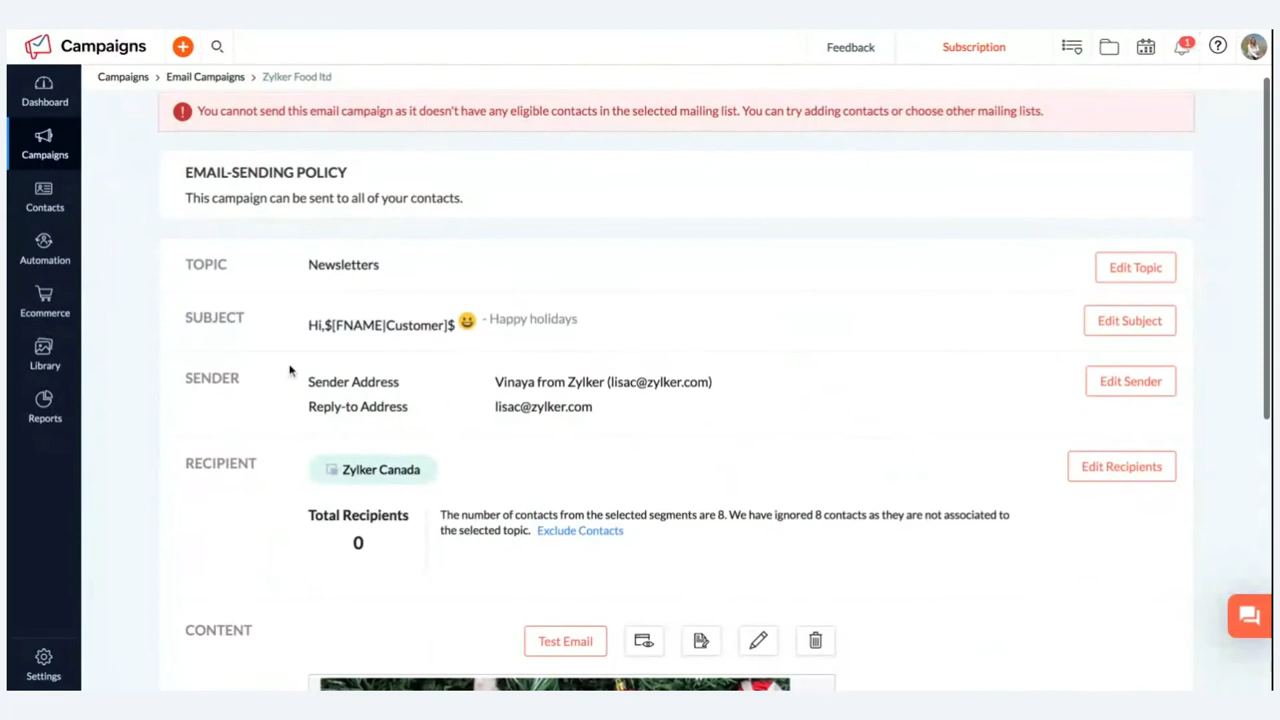 Campaigns
Feedback
Subscription
1
Campaigns > Email Campaigns > Zylker Food ltd
Dashboard
Campaigns
Contacts
Automation
Ecommerce
Library
Reports
Settings
You cannot send this email campaign as it doesn't have any eligible contacts in the selected mailing list. You can try adding contacts or choose other mailing lists.
EMAIL-SENDING POLICY
This campaign can be sent to all of your contacts.
TOPIC Newsletters Edit Topic
SUBJECT Hi,$[FNAME|Customer]$ 😀 - Happy holidays Edit Subject
SENDER Sender Address Vinaya from Zylker (lisac@zylker.com) Edit Sender
Reply-to Address lisac@zylker.com
RECIPIENT Zylker Canada Edit Recipients
Total Recipients
0
The number of contacts from the selected segments are 8. We have ignored 8 contacts as they are not associated to
the selected topic. Exclude Contacts
CONTENT Test Email